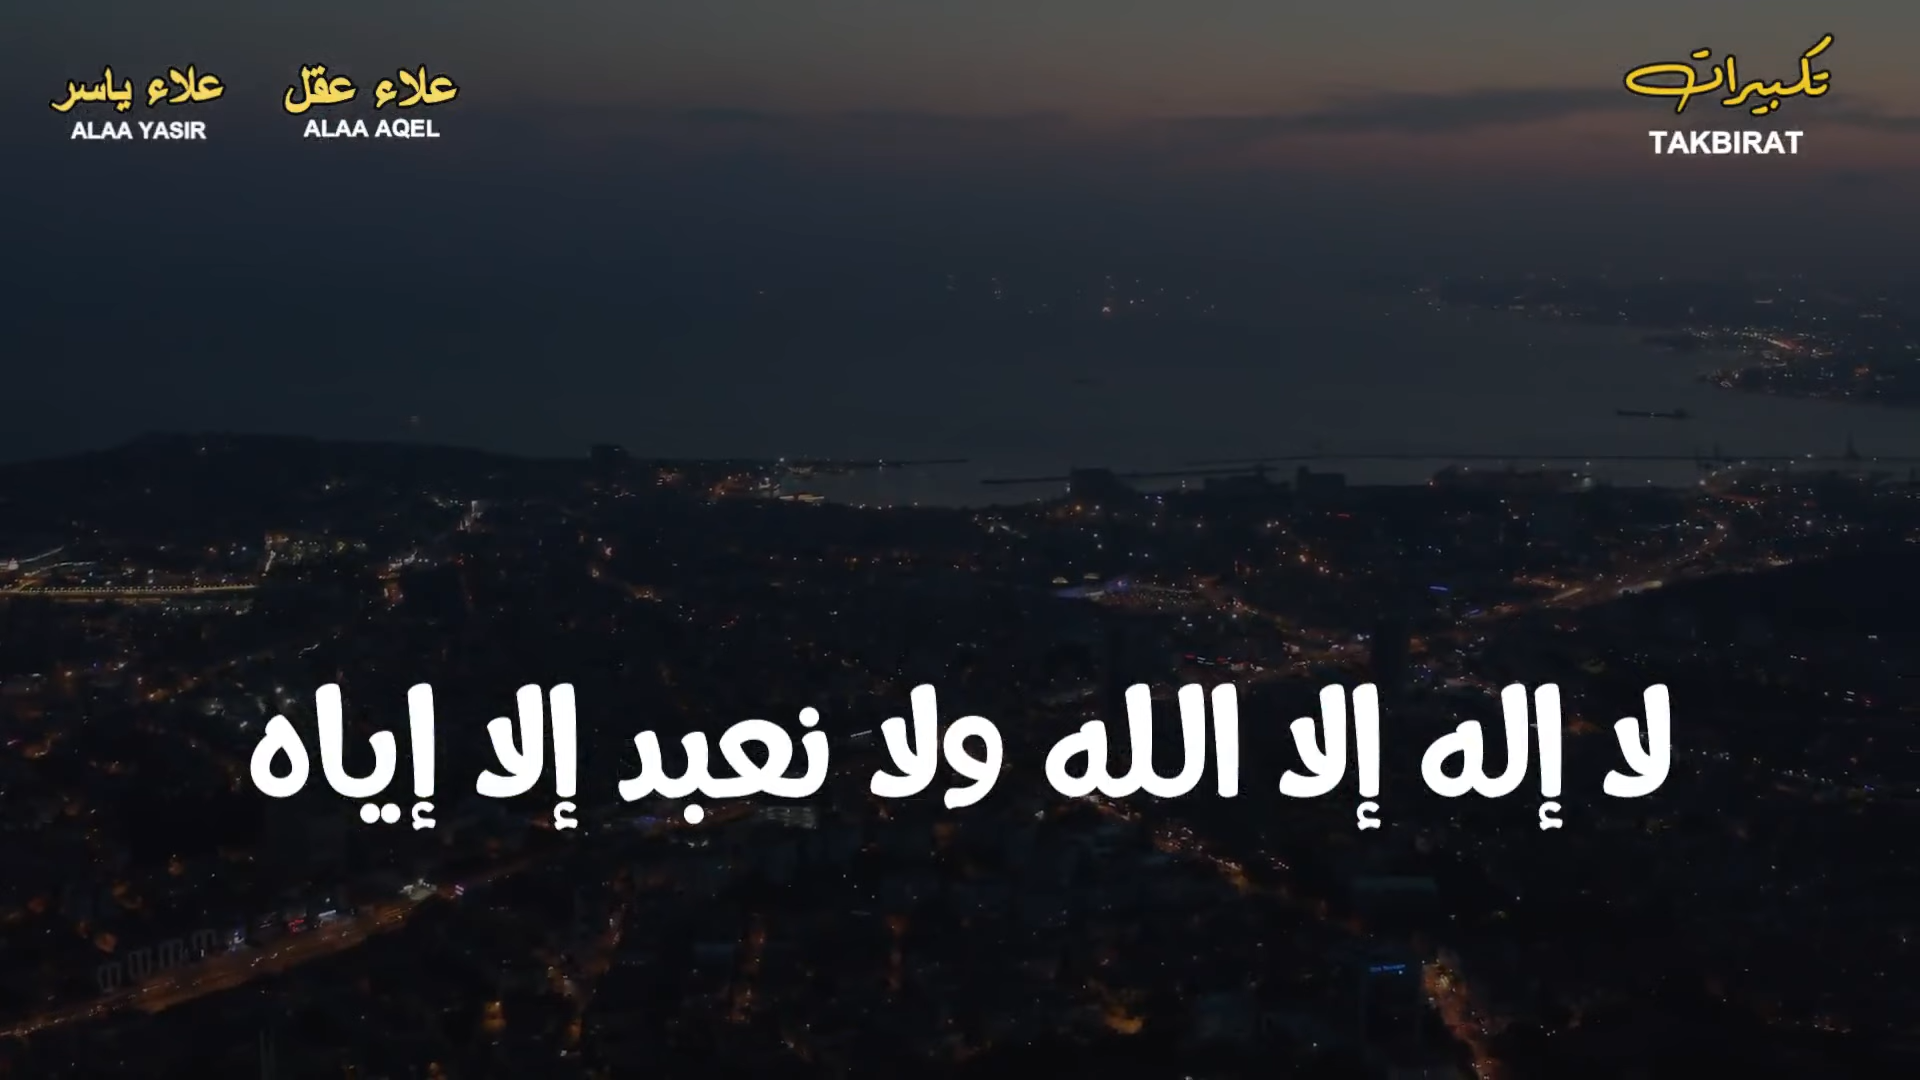 تكبيرات
TAKBIRAT
علاء عقل
ALAA AQEL
علاء ياسر
ALAA YASIR
لا إله إلا الله ولا نعبد إلا إياه